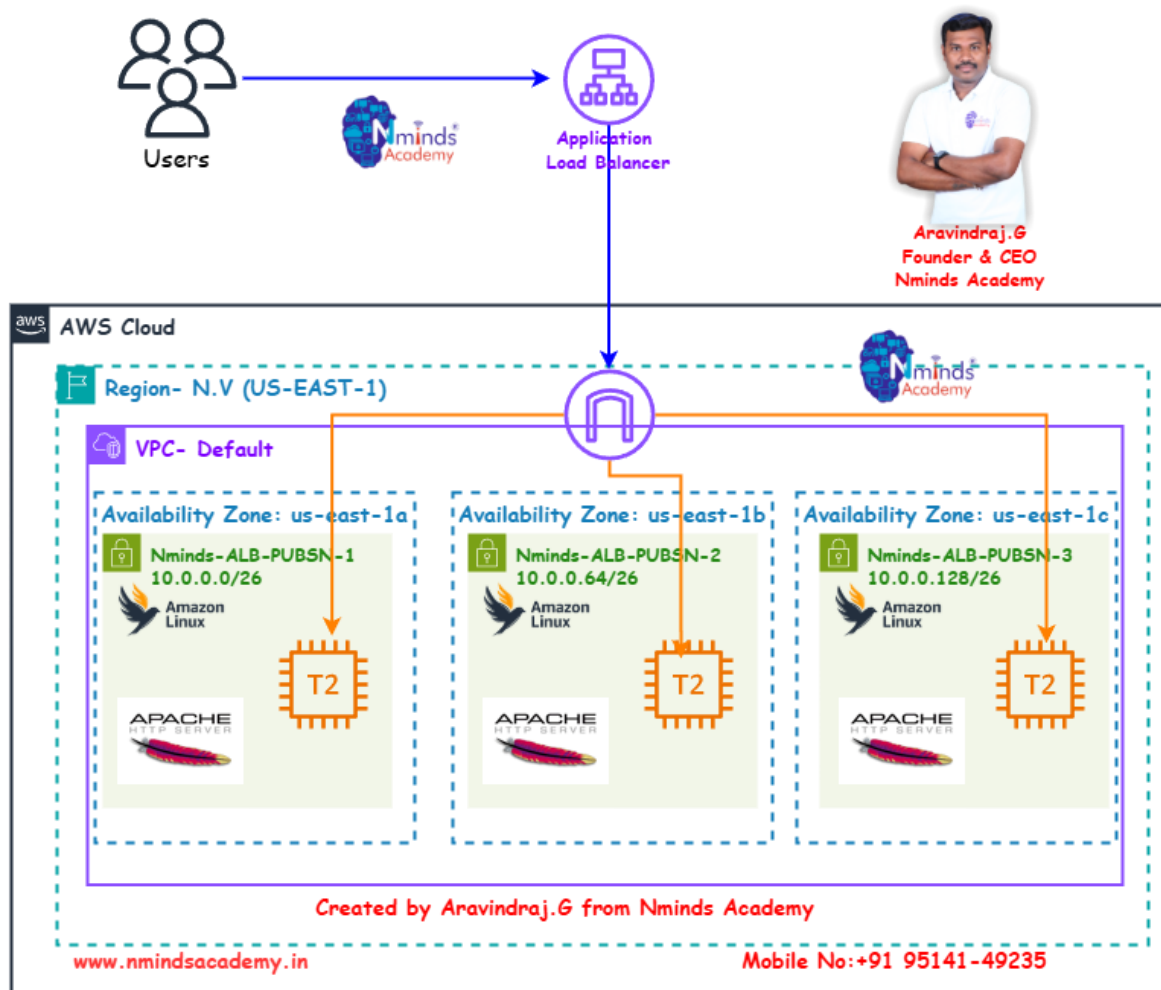 Users
Nminds
Academy
Application
Load Balancer
Aravindraj.G
Founder & CEO
Nminds Academy
aws
AWS Cloud
Region- N.V (US-EAST-1)
Nminds
Academy
VPC- Default
Availability Zone: us-east-1a
Nminds-ALB-PUBSN-1
10.0.0.0/26
Amazon
Linux
T2
APACHE
HTTP SERVER
Availability Zone: us-east-1b
Nminds-ALB-PUBSN-2
10.0.0.64/26
Amazon
Linux
T2
APACHE
HTTP SERVER
Availability Zone: us-east-1c
Nminds-ALB-PUBSN-3
10.0.0.128/26
Amazon
Linux
T2
APACHE
HTTP SERVER
Created by Aravindraj.G from Nminds Academy
www.nmindsacademy.in
Mobile No:+91 95141-49235